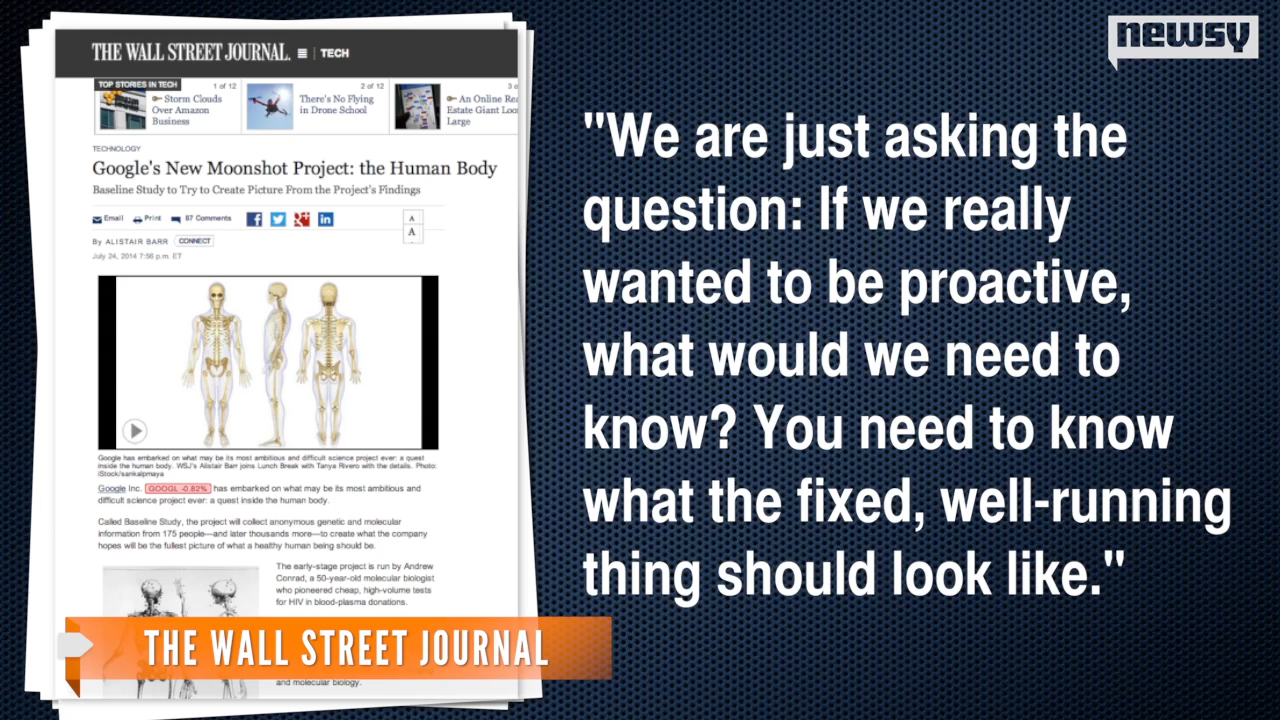 newsy
THE WALL STREET JOURNAL. ≡ | TECH
TOP STORIES IN TECH
1 of 12
Storm Clouds
Over Amazon
Business
2 of 12
There's No Flying
in Drone School
3 o
An Online Rea
Estate Giant Loo
Large
TECHNOLOGY
Google's New Moonshot Project: the Human Body
Baseline Study to Try to Create Picture From the Project's Findings
Email Print 57 Comments
A
A
By ALISTAIR BARR CONNECT
July 24, 2014 7:56 p.m. ET
Google has embarked on what may be its most ambitious and difficult science project ever: a quest
inside the human body. WSJ's Alistair Barr joins Lunch Break with Tanya Rivero with the details. Photo:
iStock/sankalpmaya
Google Inc. GOOGL -0.82% has embarked on what may be its most ambitious and
difficult science project ever: a quest inside the human body.
Called Baseline Study, the project will collect anonymous genetic and molecular
information from 175 people—and later thousands more—to create what the company
hopes will be the fullest picture of what a healthy human being should be.
The early-stage project is run by Andrew
Conrad, a 50-year-old molecular biologist
who pioneered cheap, high-volume tests
for HIV in blood-plasma donations.
and molecular biology.
THE WALL STREET JOURNAL
"We are just asking the
question: If we really
wanted to be proactive,
what would we need to
know? You need to know
what the fixed, well-running
thing should look like."